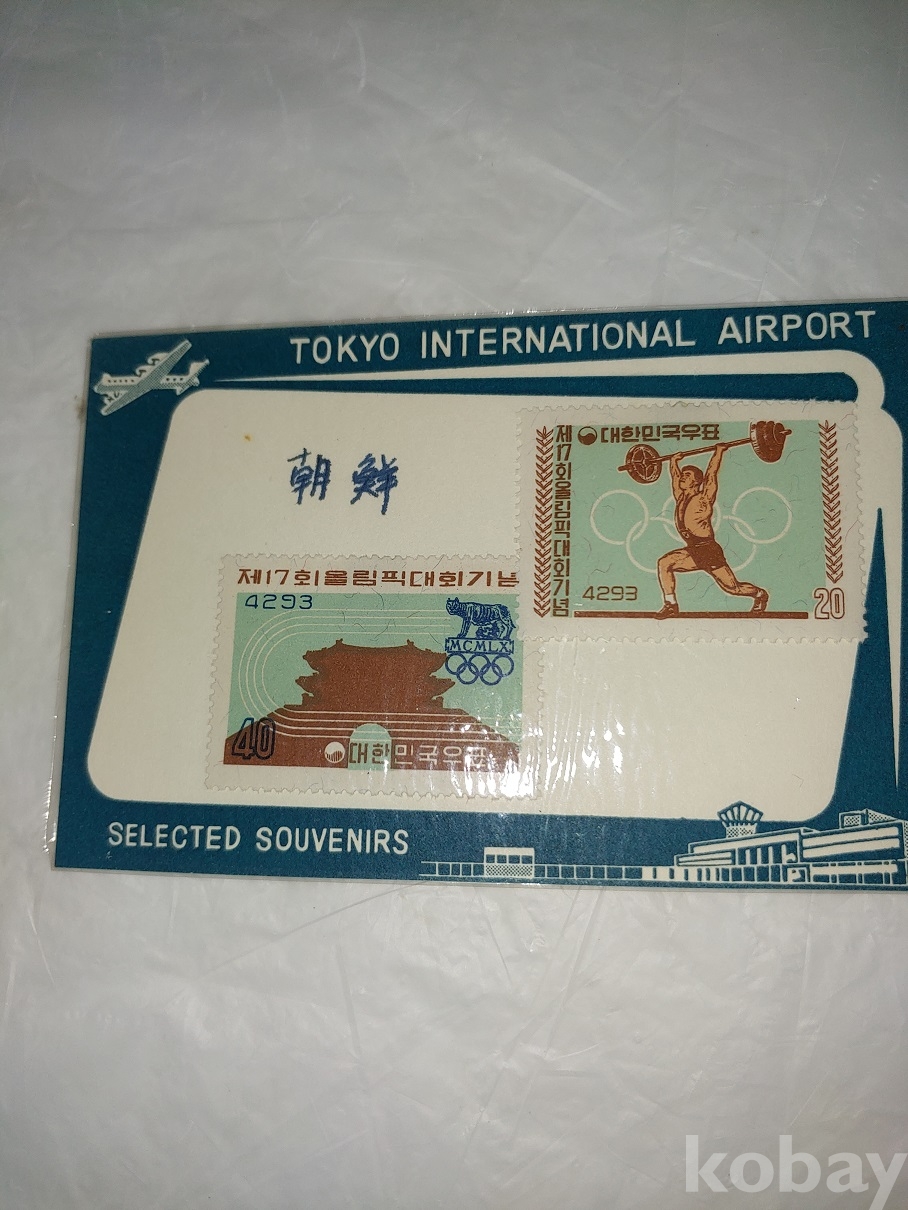 TOKYO INTERNATIONAL AIRPORT
朝鮮
제17회올림픽대회기념
대한민국우표
4293
20
제17회올림픽대회기념
4293
MCMLX
40
대한민국우표
SELECTED SOUVENIRS
kobay